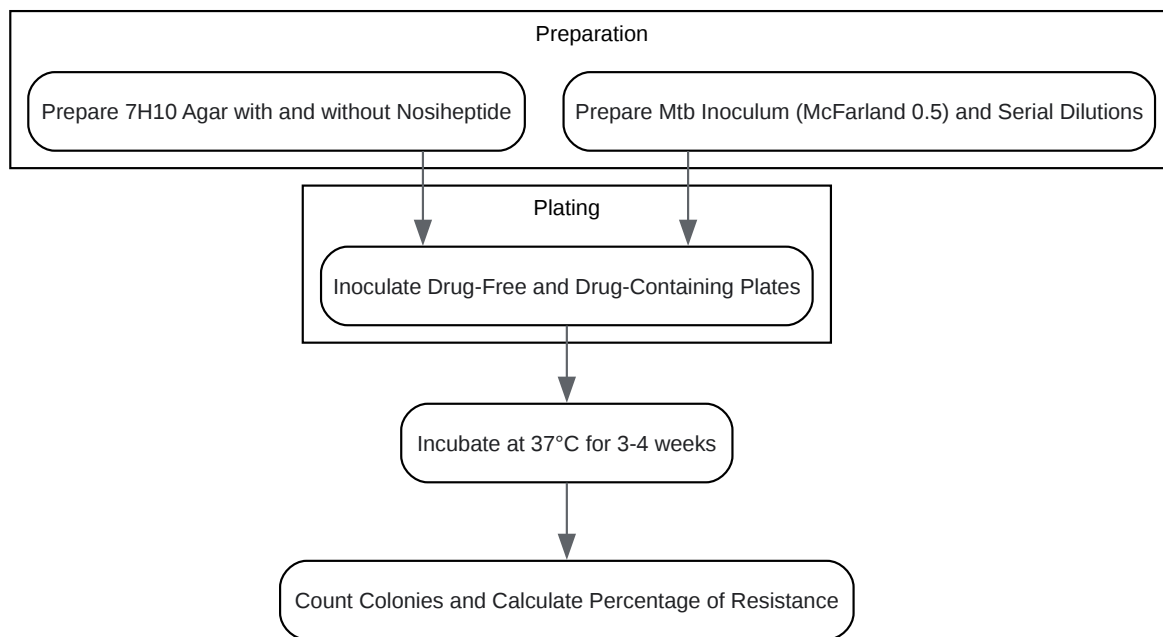 Preparation
Prepare 7H10 Agar with and without Nosiheptide
Prepare Mtb Inoculum (McFarland 0.5) and Serial Dilutions
Plating
Inoculate Drug-Free and Drug-Containing Plates
Incubate at 37°C for 3-4 weeks
Count Colonies and Calculate Percentage of Resistance